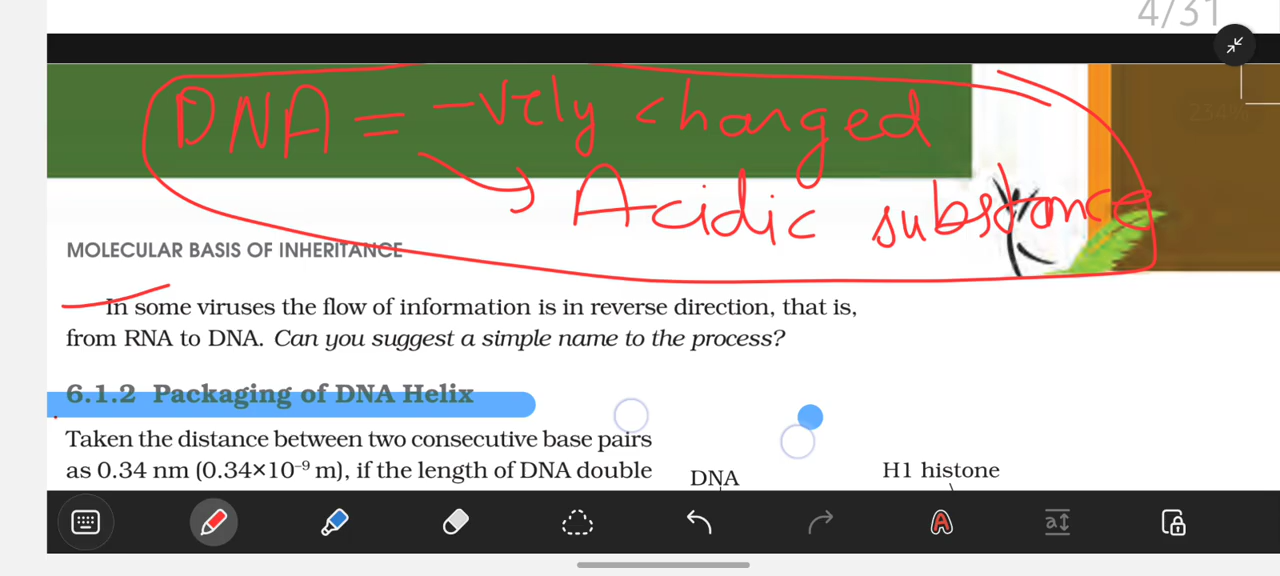 4/31
234%
DNA = -vely changed
→ Acidic substance
MOLECULAR BASIS OF INHERITANCE
In some viruses the flow of information is in reverse direction, that is,
from RNA to DNA. Can you suggest a simple name to the process?
6.1.2 Packaging of DNA Helix
Taken the distance between two consecutive base pairs
as 0.34 nm (0.34×10⁻⁹ m), if the length of DNA double
DNA
H1 histone